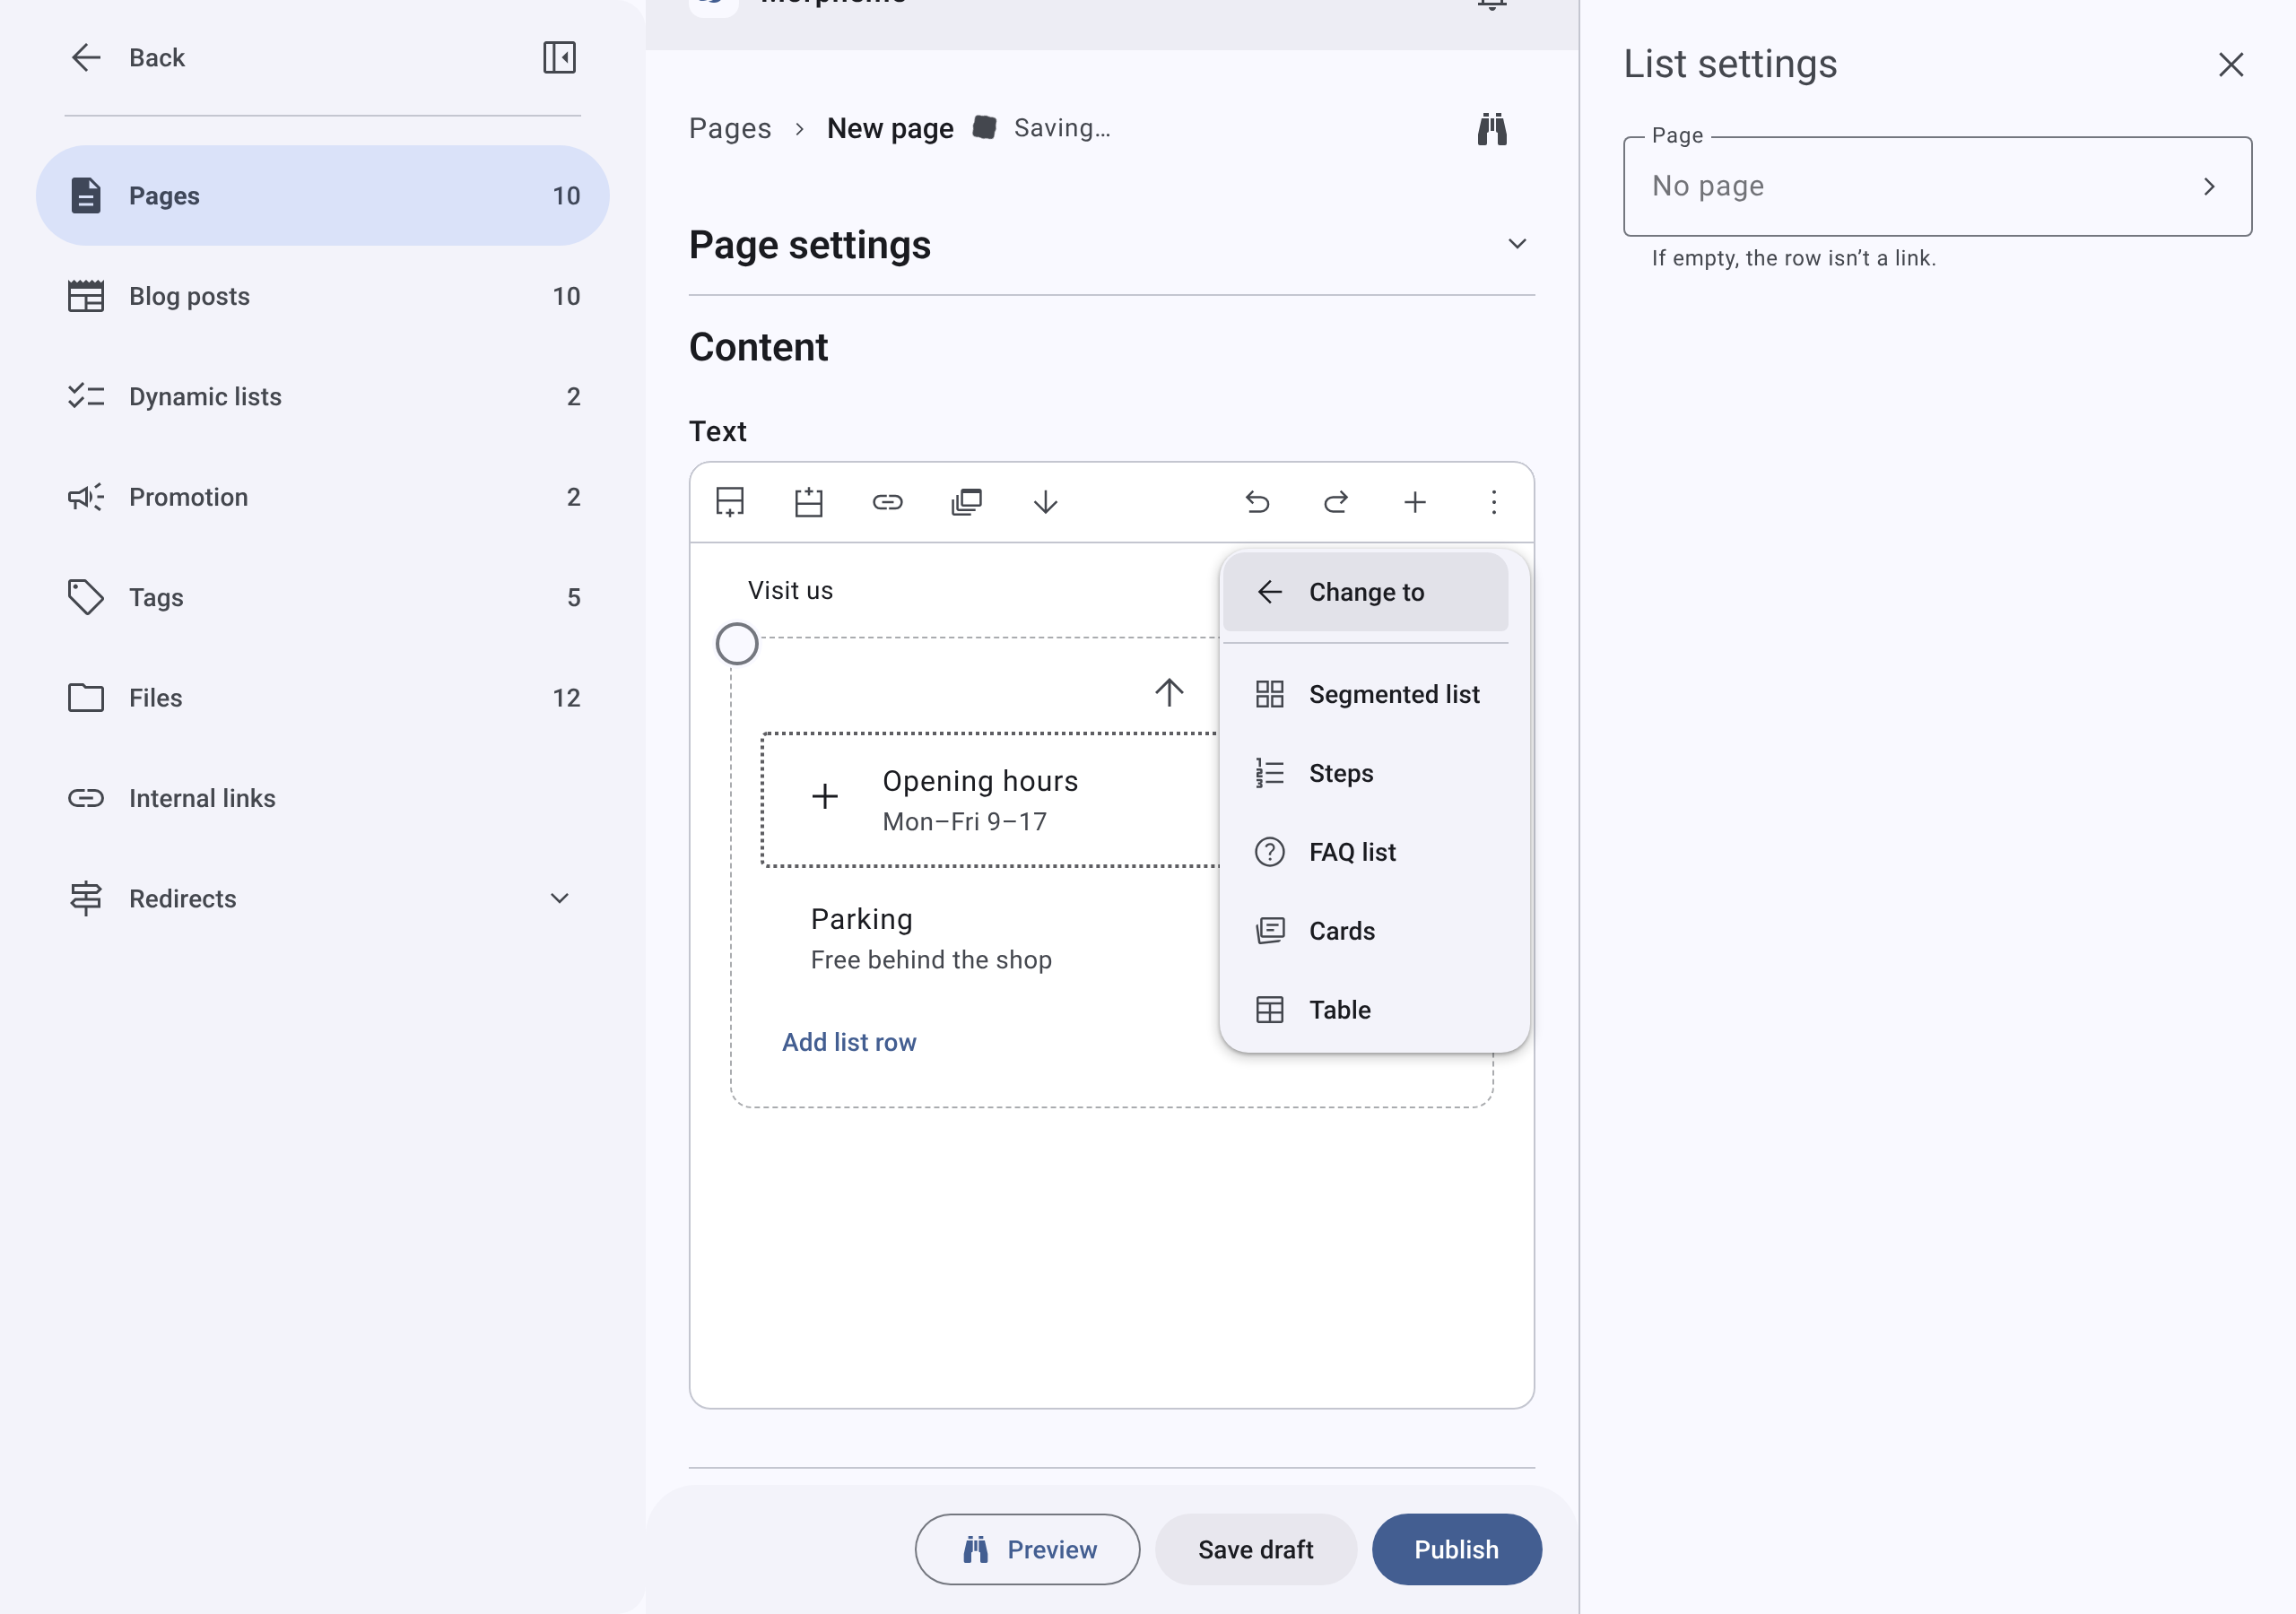 Back
Pages 10
Blog posts 10
Dynamic lists 2
Promotion 2
Tags 5
Files 12
Internal links
Redirects
Pages › New page Saving…
Page settings
Content
Text
Visit us
Opening hours
Mon–Fri 9–17
Parking
Free behind the shop
Add list row
Change to
Segmented list
Steps
FAQ list
Cards
Table
Preview
Save draft
Publish
List settings
Page
No page
If empty, the row isn’t a link.